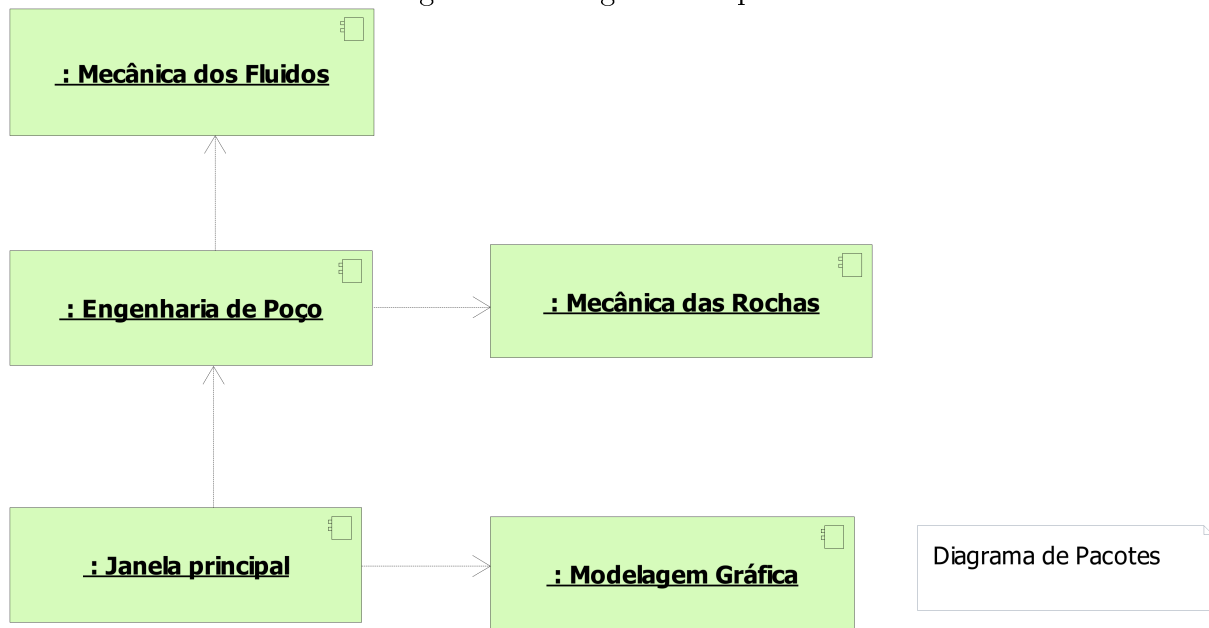 : Mecânica dos Fluidos
: Engenharia de Poço
: Mecânica das Rochas
: Janela principal
: Modelagem Gráfica
Diagrama de Pacotes